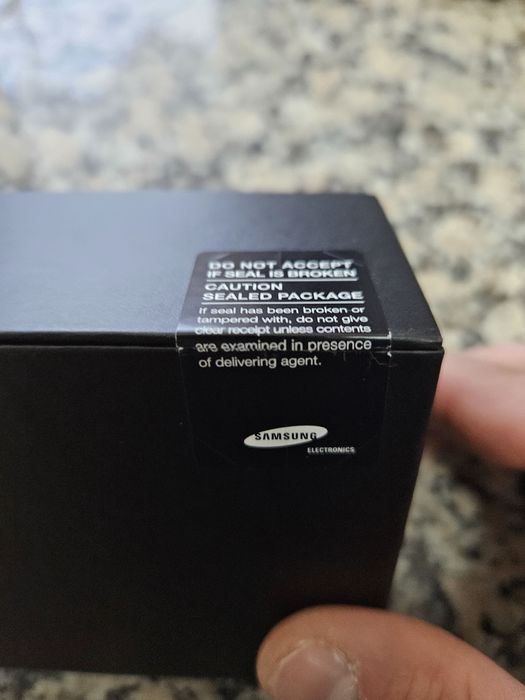 DO NOT ACCEPT
IF SEAL IS BROKEN
CAUTION
SEALED PACKAGE
If seal has been broken or
tampered with, do not give
clear receipt unless contents
are examined in presence
of delivering agent.
SAMSUNG
ELECTRONICS